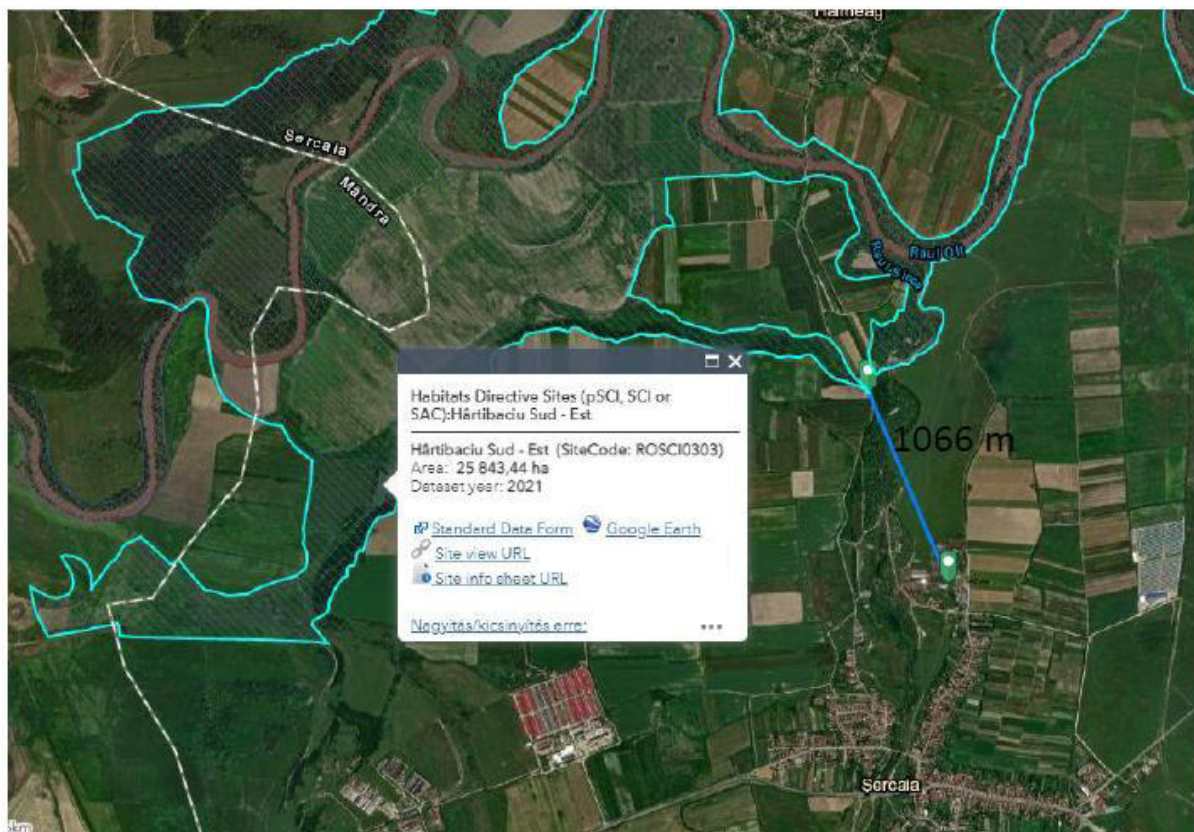 Șercaia
Mândra
Râul Olt
Habitats Directive Sites (pSCI, SCI or
SAC):Hârtibaciu Sud - Est
Hârtibaciu Sud - Est (SiteCode: ROSCI0303)
Area: 25 843,44 ha
Dataset year: 2021
Standard Data Form Google Earth
Site view URL
Site info sheet URL
Nagyítás/kicsinyítés erre:
1066 m
Șercaia
km